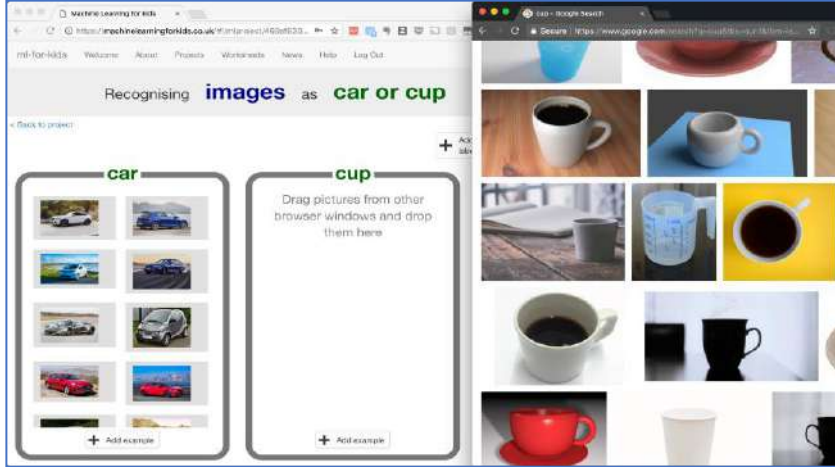 Machine Learning for Kids
ml-for-kids Welcome About Projects Worksheets News Help Log Out
Recognising images as car or cup
< Back to project
Add
car
cup
Drag pictures from other
browser windows and drop
them here
Add example
Add example
cup - Google Search
Secure